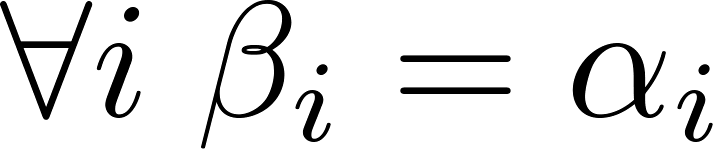 ∀i βᵢ = αᵢ